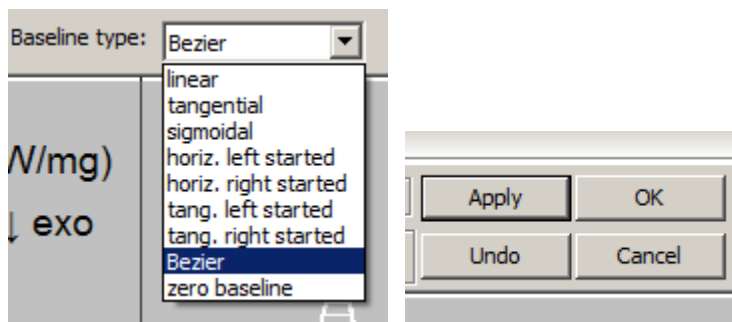 Baseline type: Bezier
linear
tangential
sigmoidal
horiz. left started
horiz. right started
tang. left started
tang. right started
Bezier
zero baseline
/mg)
↓ exo
Apply OK
Undo Cancel